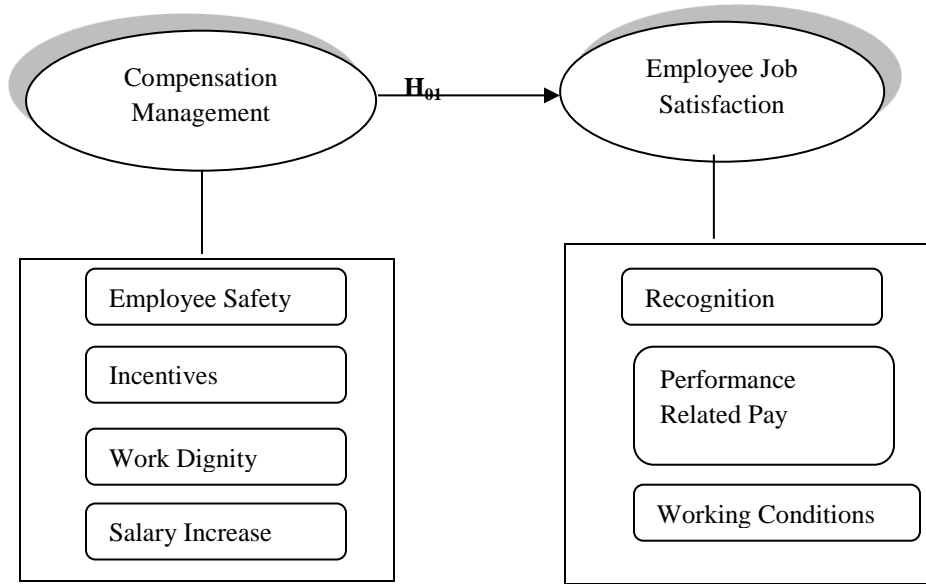 Compensation
Management
H01
Employee Job
Satisfaction
Employee Safety
Incentives
Work Dignity
Salary Increase
Recognition
Performance
Related Pay
Working Conditions